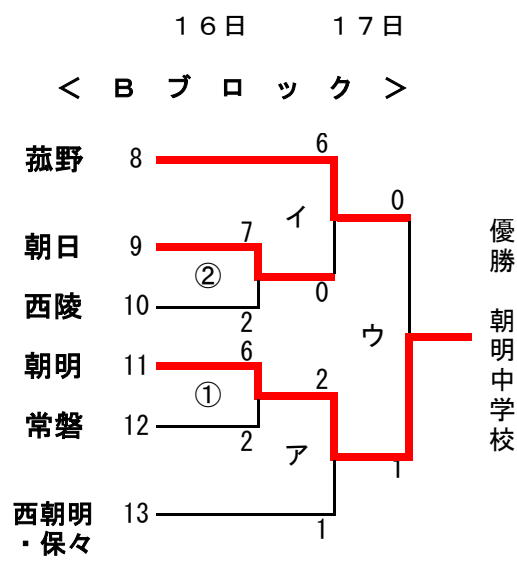 １６日 １７日
＜ Ｂ ブ ロ ッ ク ＞
菰野 8 6
0
イ
朝日 9 7
②
0
西陵 10 2
優勝 朝明中学校
ウ
朝明 11 6
①
2
常磐 12 2
ア
1
西朝明 13
・保々
1